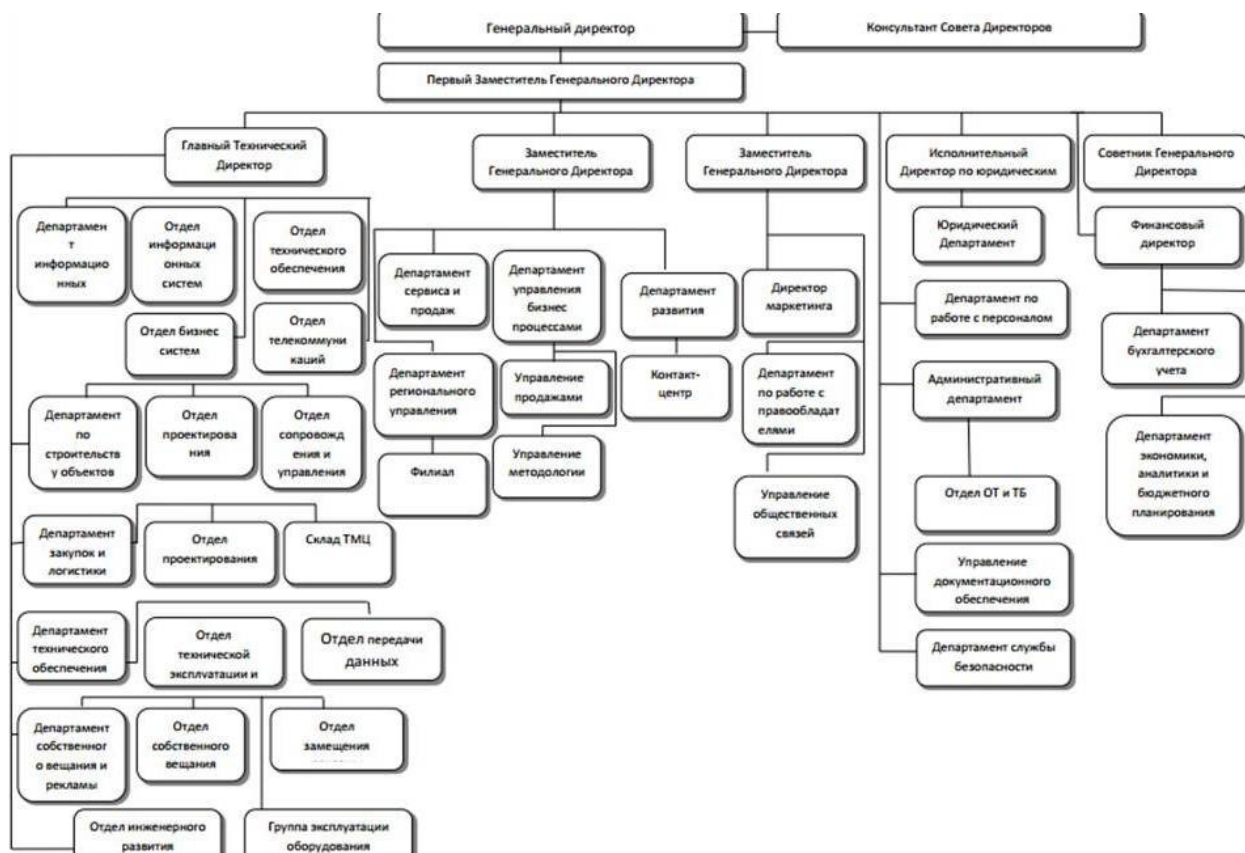 Генеральный директор
Консультант Совета Директоров
Первый Заместитель Генерального Директора
Главный Технический
Директор
Заместитель
Генерального Директора
Заместитель
Генерального Директора
Исполнительный
Директор по юридическим
Советник Генерального
Директора
Департамен
т
информацио
нных
Отдел
информаци
онных
систем
Отдел
технического
обеспечения
Отдел бизнес
систем
Отдел
телекоммуни
каций
Департамент
сервиса и
продаж
Департамент
управления
бизнес
процессами
Департамент
развития
Директор
маркетинга
Юридический
Департамент
Финансовый
директор
Департамент по
работе с персоналом
Департамент
бухгалтерского
учета
Департамент
регионального
управления
Управление
продажами
Контакт-
центр
Департамент
по работе с
правообладат
елями
Административный
департамент
Департамент
по
строительств
у объектов
Отдел
проектирова
ния
Отдел
сопровожд
ения и
управления
Филиал
Управление
методологии
Управление
общественных
связей
Отдел ОТ и ТБ
Департамент
экономики,
аналитики и
бюджетного
планирования
Департамент
закупок и
логистики
Отдел
проектирования
Склад ТМЦ
Управление
документационного
обеспечения
Департамент
технического
обеспечения
Отдел
технической
эксплуатации и
Отдел передачи
данных
Департамент службы
безопасности
Департамент
собственног
о вещания и
рекламы
Отдел
собственного
вещания
Отдел
замещения
Отдел инженерного
развития
Группа эксплуатации
оборудования